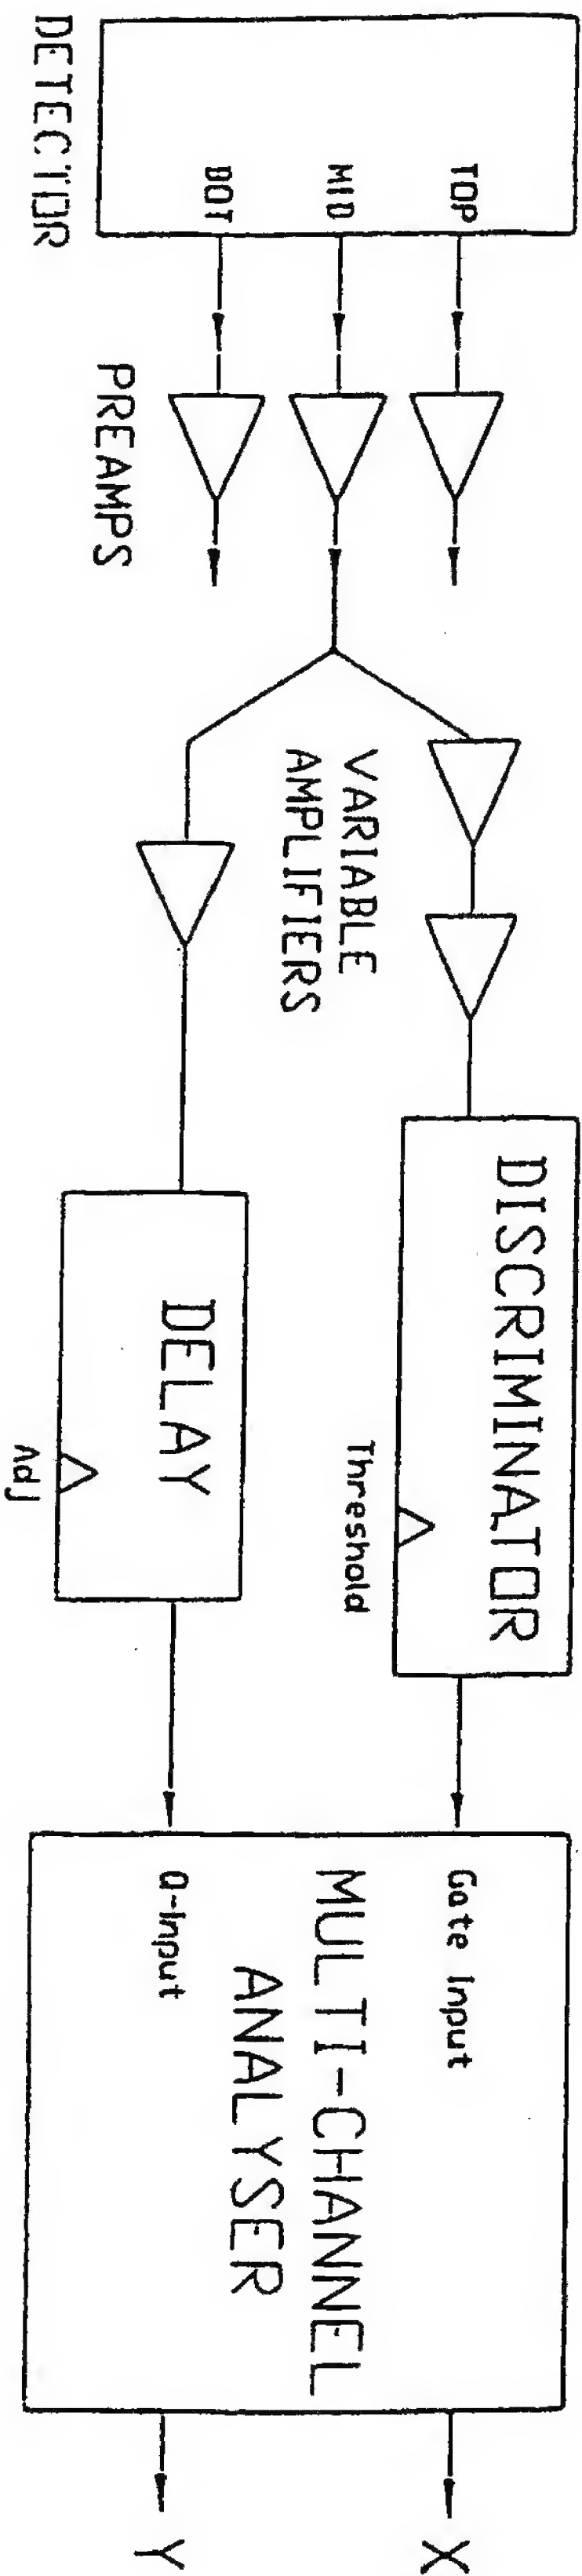 DETECTOR
TOP
MID
BOT
PREAMPS
VARIABLE
AMPLIFIERS
DISCRIMINATOR
Threshold
DELAY
Adj
Gate Input
MULTI-CHANNEL
ANALYSER
Q-Input
X
Y